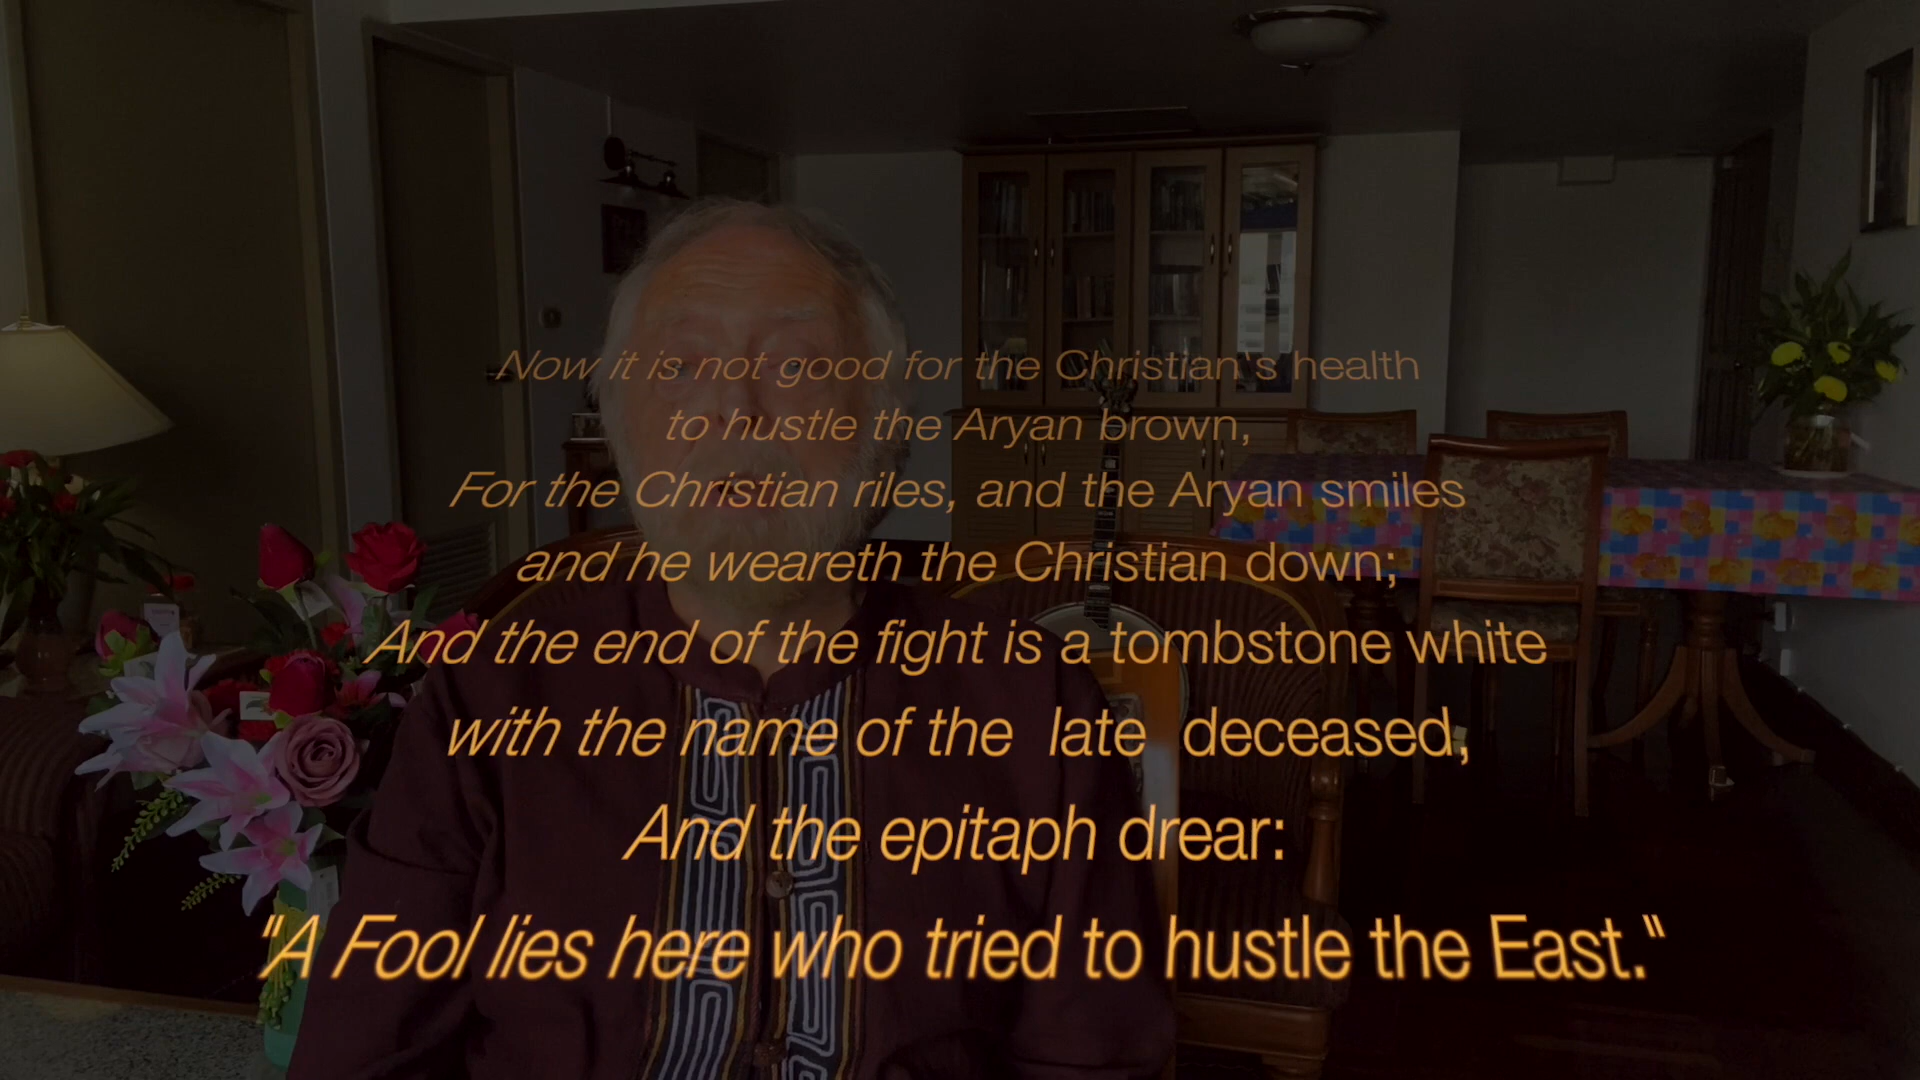 Now it is not good for the Christian's health
to hustle the Aryan brown,
For the Christian riles, and the Aryan smiles
and he weareth the Christian down;
And the end of the fight is a tombstone white
with the name of the late deceased,
And the epitaph drear:
"A Fool lies here who tried to hustle the East."